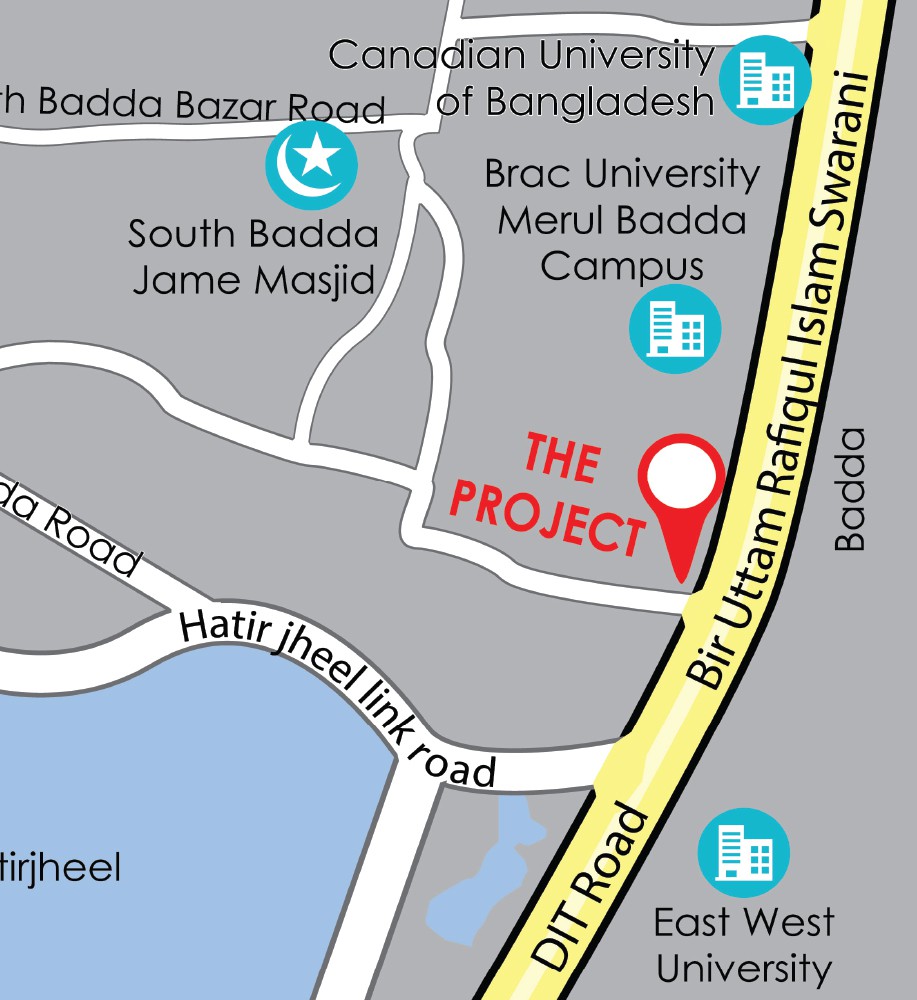 Canadian University
of Bangladesh
th Badda Bazar Road
Brac University
Merul Badda
Campus
South Badda
Jame Masjid
Bir Uttam Rafiqul Islam Swarani
Badda
THE
PROJECT
da Road
Hatir jheel link road
DIT Road
tirjheel
East West
University